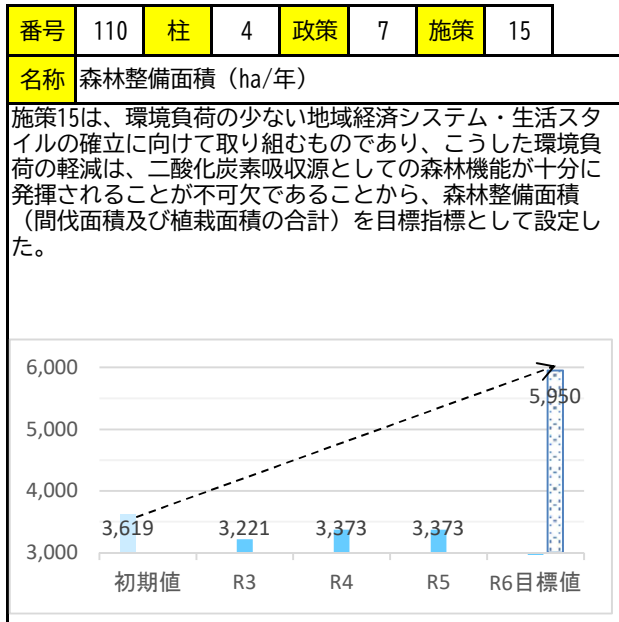 番号 110 柱 4 政策 7 施策 15
名称 森林整備面積（ha/年）
施策15は、環境負荷の少ない地域経済システム・生活スタ
イルの確立に向けて取り組むものであり、こうした環境負
荷の軽減は、二酸化炭素吸収源としての森林機能が十分に
発揮されることが不可欠であることから、森林整備面積
（間伐面積及び植栽面積の合計）を目標指標として設定し
た。
6,000
5,950
5,000
4,000
3,619 3,221 3,373 3,373
3,000
初期値 R3 R4 R5 R6目標値